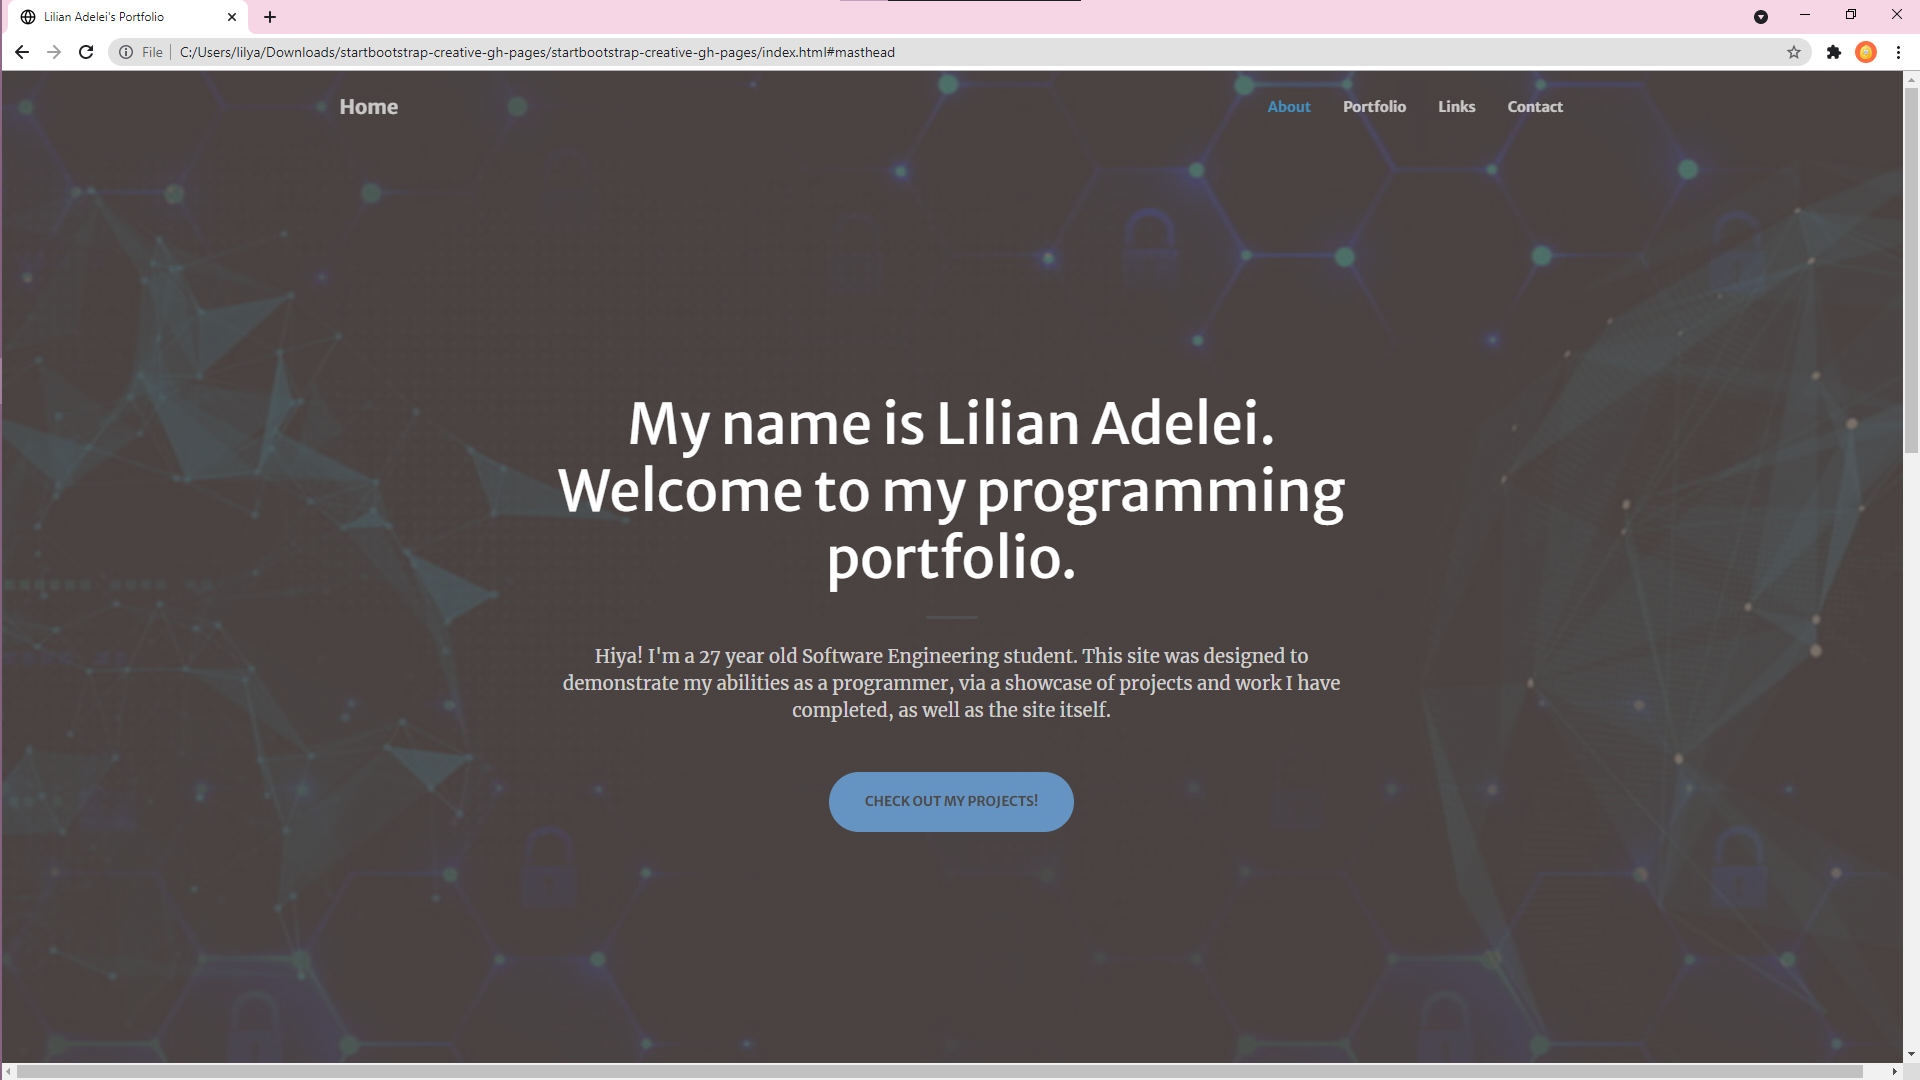 Lilian Adelei's Portfolio
File | C:/Users/lilya/Downloads/startbootstrap-creative-gh-pages/startbootstrap-creative-gh-pages/index.html#masthead
Home About Portfolio Links Contact
My name is Lilian Adelei.
Welcome to my programming
portfolio.
Hiya! I'm a 27 year old Software Engineering student. This site was designed to
demonstrate my abilities as a programmer, via a showcase of projects and work I have
completed, as well as the site itself.
CHECK OUT MY PROJECTS!